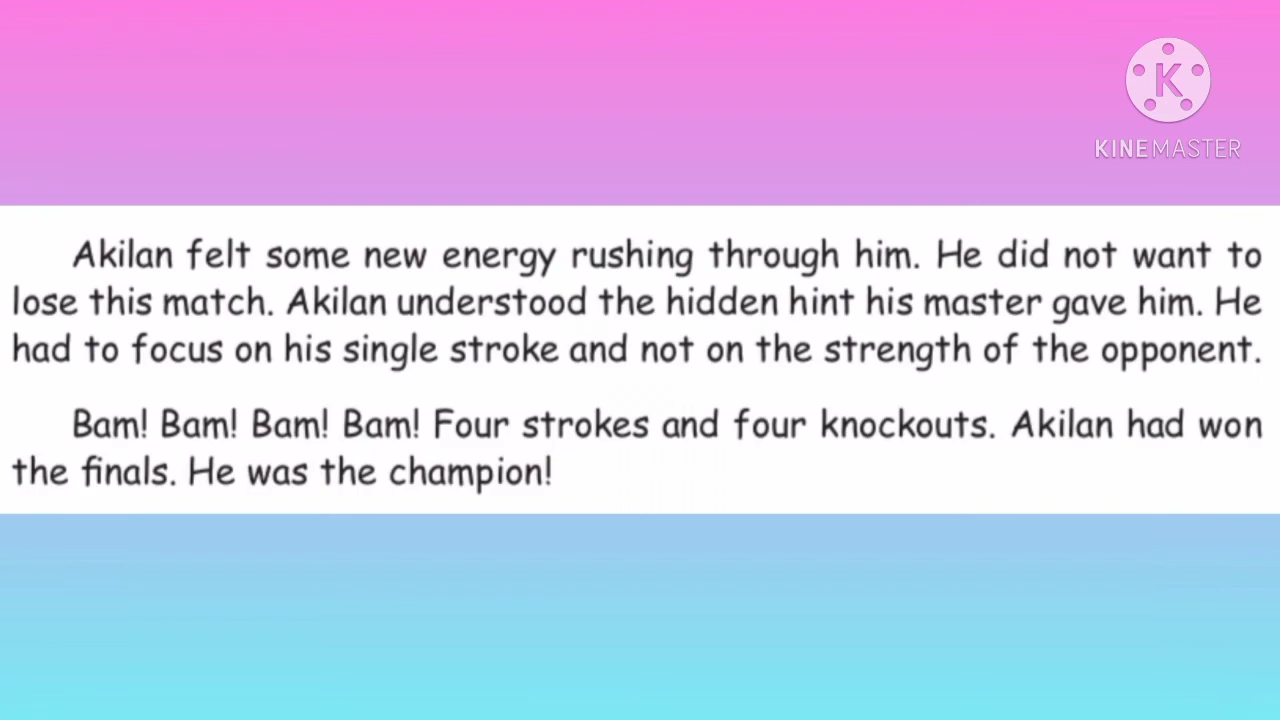 KINEMASTER
Akilan felt some new energy rushing through him. He did not want to
lose this match. Akilan understood the hidden hint his master gave him. He
had to focus on his single stroke and not on the strength of the opponent.
Bam! Bam! Bam! Bam! Four strokes and four knockouts. Akilan had won
the finals. He was the champion!